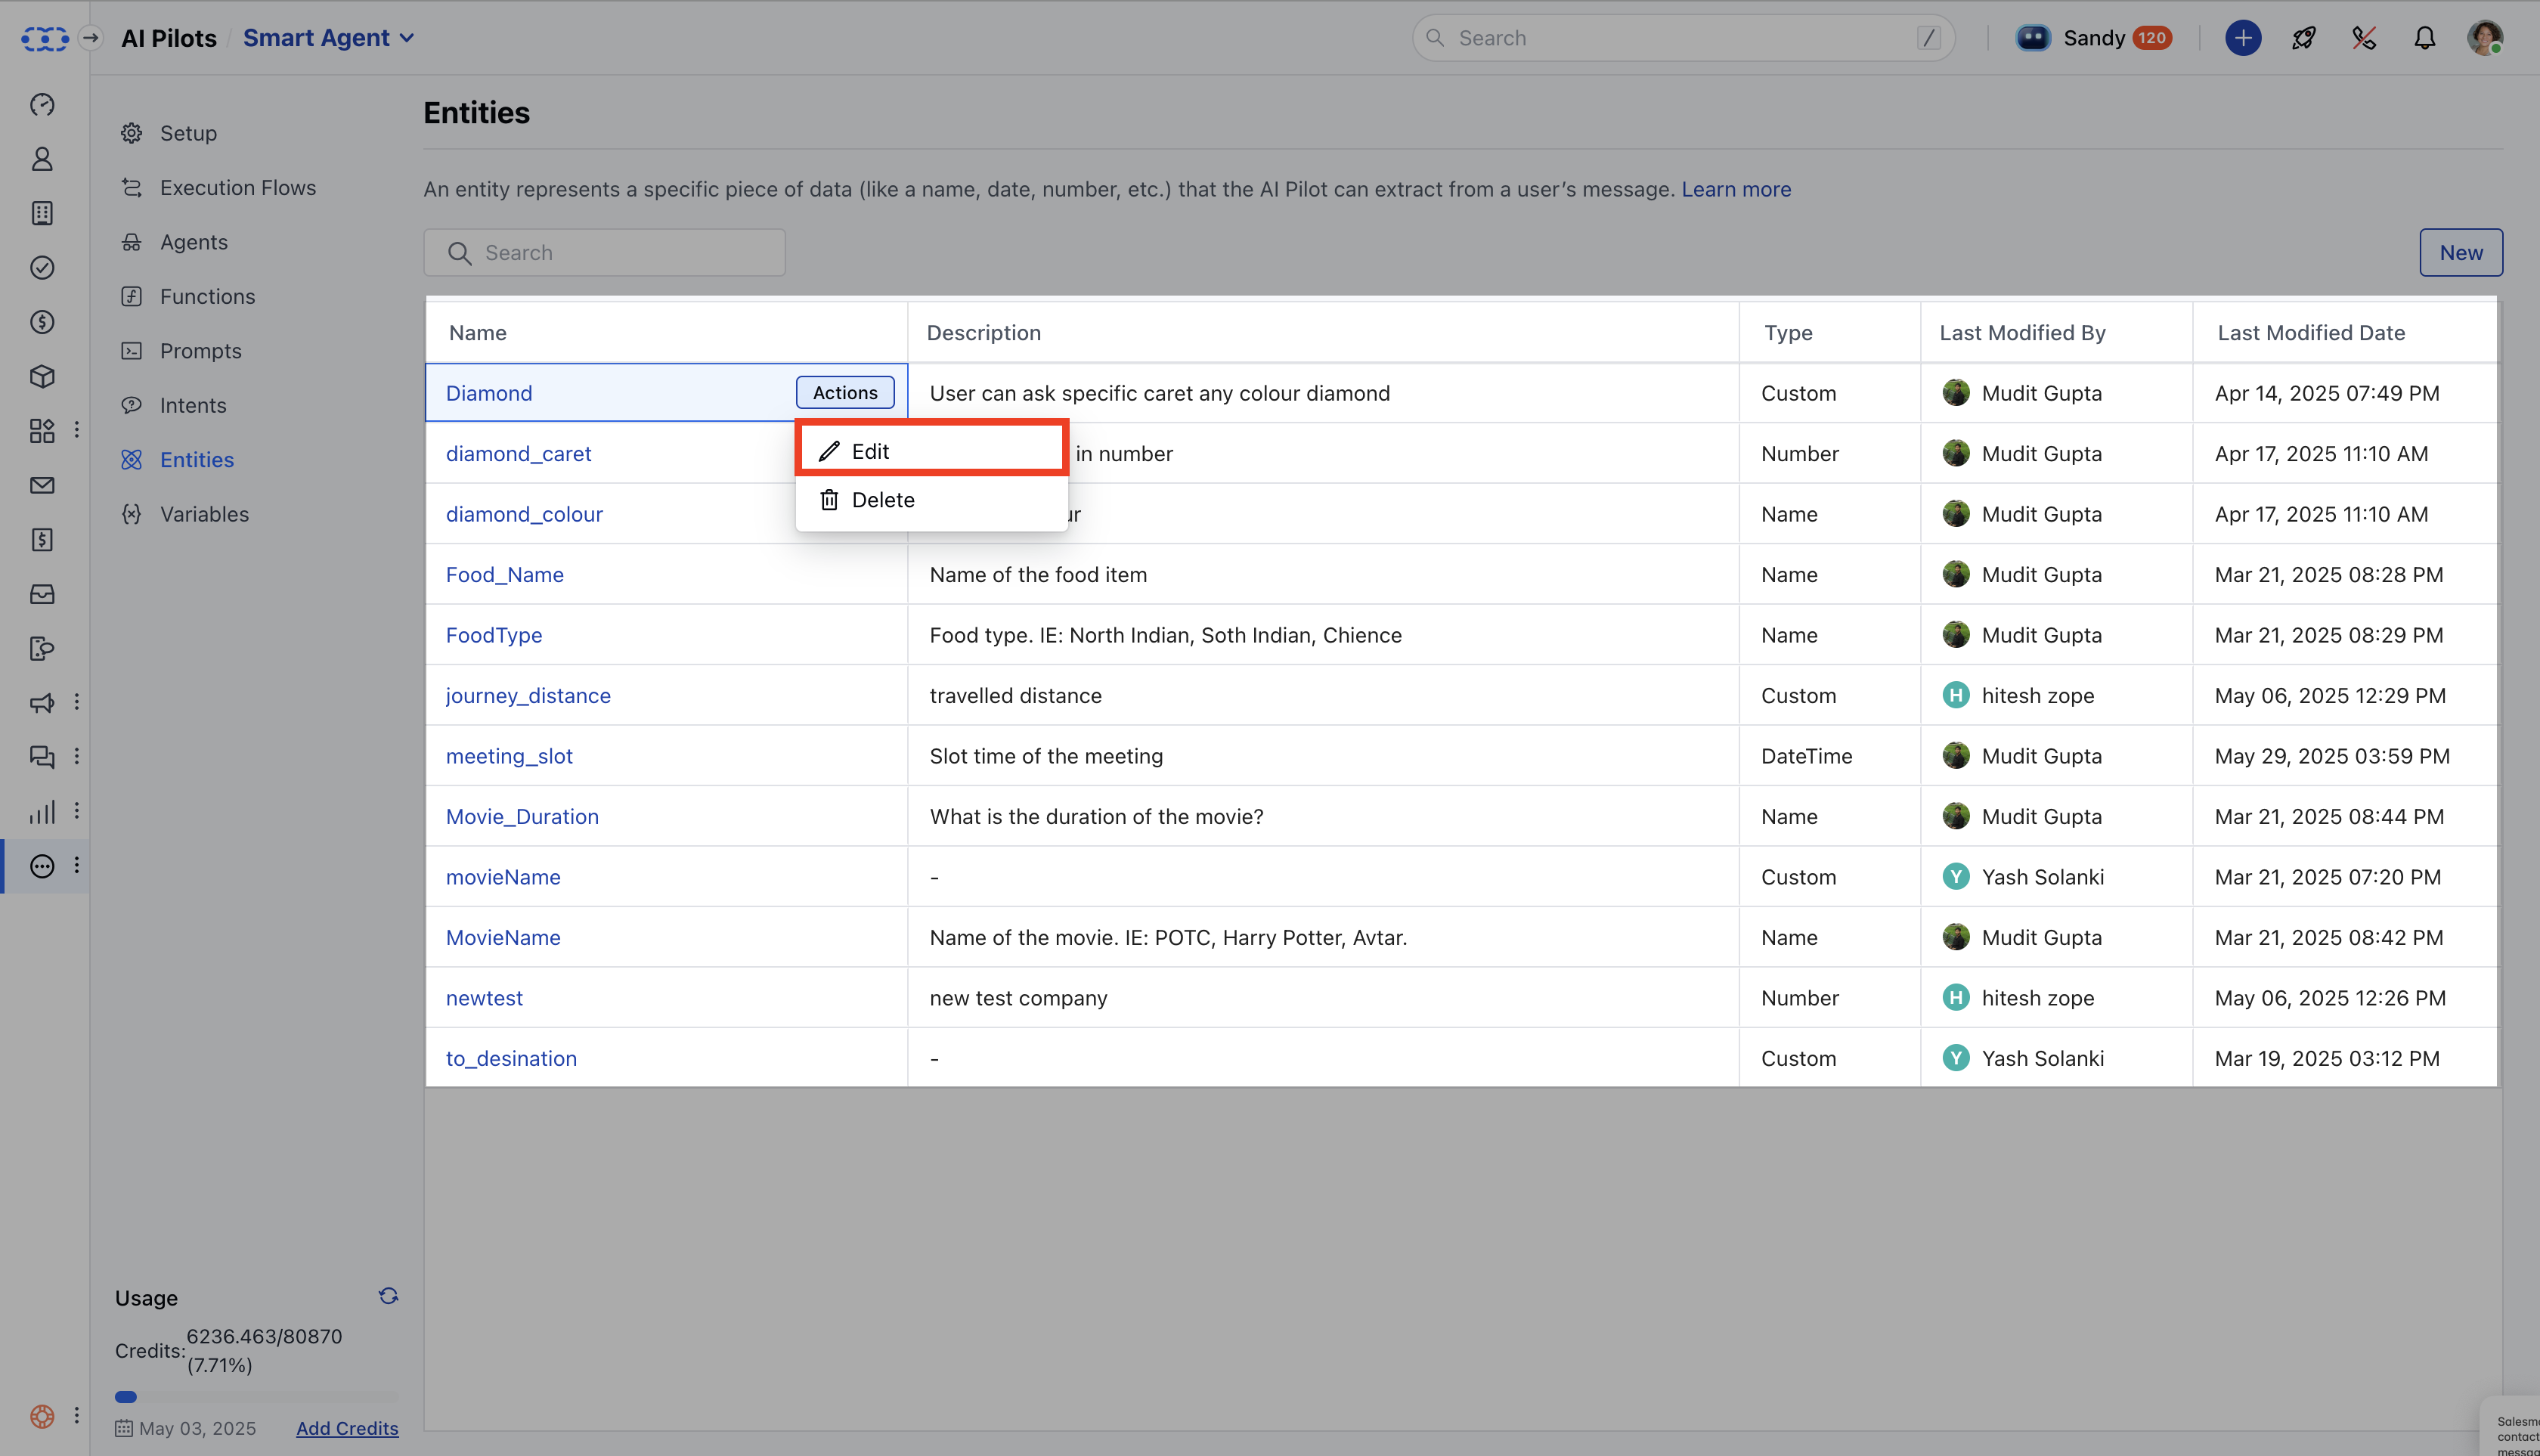 AI Pilots / Smart Agent
Search /
Sandy 120
Setup
Execution Flows
Agents
Functions
Prompts
Intents
Entities
Variables
Entities
An entity represents a specific piece of data (like a name, date, number, etc.) that the AI Pilot can extract from a user's message. Learn more
Search
New
Name Description Type Last Modified By Last Modified Date
Diamond Actions User can ask specific caret any colour diamond Custom Mudit Gupta Apr 14, 2025 07:49 PM
Edit
diamond_caret in number Number Mudit Gupta Apr 17, 2025 11:10 AM
Delete
diamond_colour Name Mudit Gupta Apr 17, 2025 11:10 AM
Food_Name Name of the food item Name Mudit Gupta Mar 21, 2025 08:28 PM
FoodType Food type. IE: North Indian, Soth Indian, Chience Name Mudit Gupta Mar 21, 2025 08:29 PM
journey_distance travelled distance Custom H hitesh zope May 06, 2025 12:29 PM
meeting_slot Slot time of the meeting DateTime Mudit Gupta May 29, 2025 03:59 PM
Movie_Duration What is the duration of the movie? Name Mudit Gupta Mar 21, 2025 08:44 PM
movieName - Custom Y Yash Solanki Mar 21, 2025 07:20 PM
MovieName Name of the movie. IE: POTC, Harry Potter, Avtar. Name Mudit Gupta Mar 21, 2025 08:42 PM
newtest new test company Number H hitesh zope May 06, 2025 12:26 PM
to_desination - Custom Y Yash Solanki Mar 19, 2025 03:12 PM
Usage
Credits: 6236.463/80870
(7.71%)
May 03, 2025 Add Credits
contact